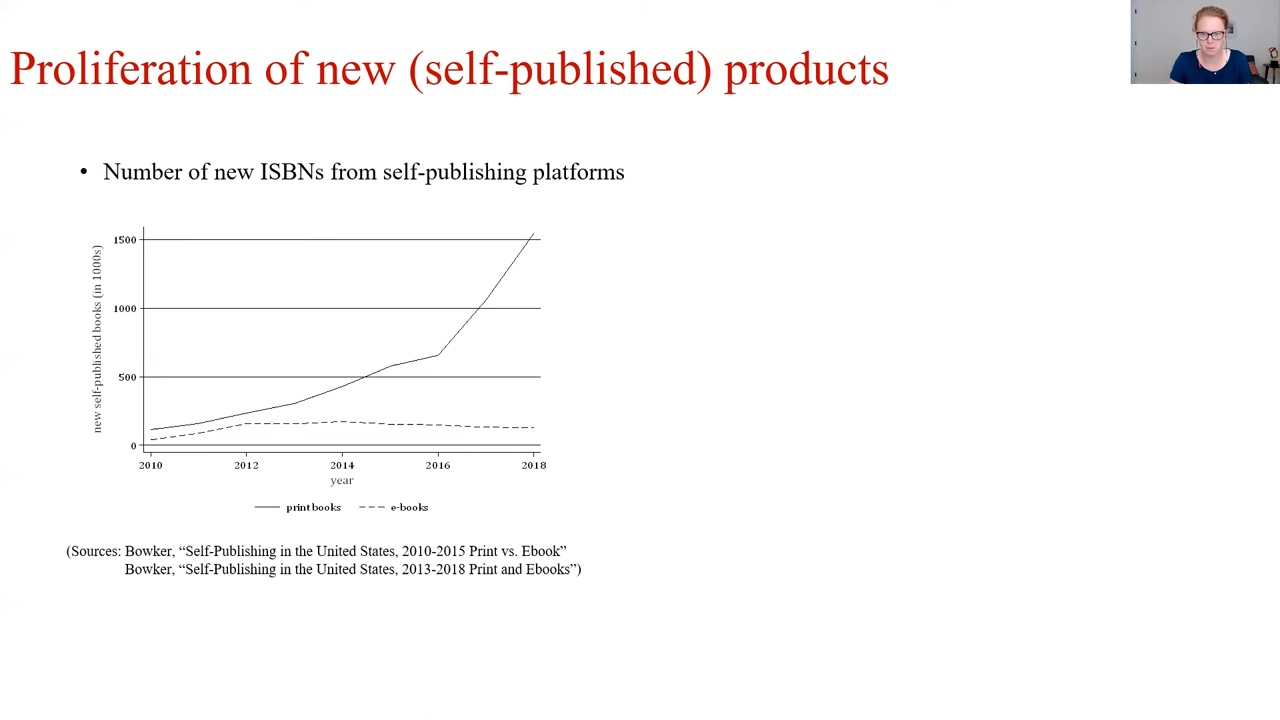 Proliferation of new (self-published) products
• Number of new ISBNs from self-publishing platforms
new self-published books (in 1000s)
1500
1000
500
0
2010 2012 2014 2016 2018
year
print books e-books
(Sources: Bowker, “Self-Publishing in the United States, 2010-2015 Print vs. Ebook”
Bowker, “Self-Publishing in the United States, 2013-2018 Print and Ebooks”)